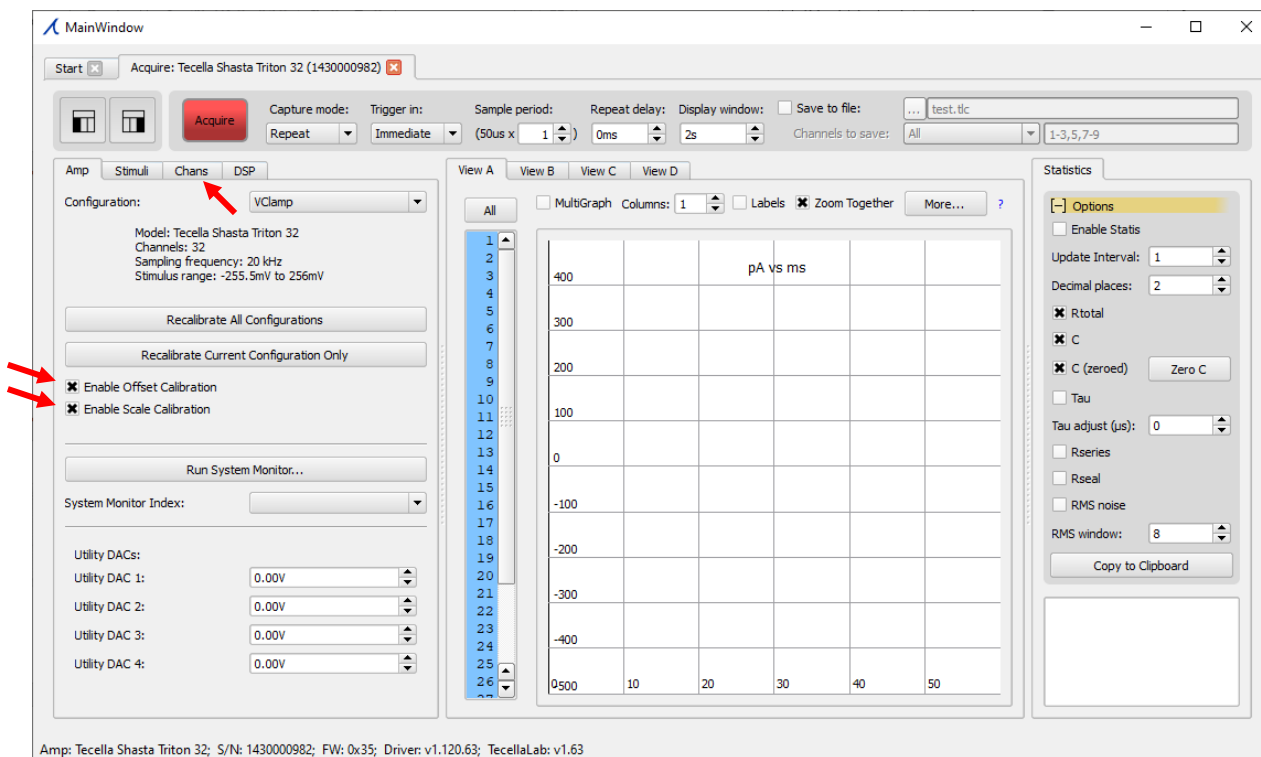 MainWindow
Start
Acquire: Tecella Shasta Triton 32 (1430000982)
Acquire
Capture mode: Trigger in: Sample period: Repeat delay: Display window: Save to file: ... test.tlc
Repeat Immediate (50us x 1 ) 0ms 2s Channels to save: All 1-3,5,7-9
Amp Stimuli Chans DSP
Configuration: VClamp
Model: Tecella Shasta Triton 32
Channels: 32
Sampling frequency: 20 kHz
Stimulus range: -255.5mV to 256mV
Recalibrate All Configurations
Recalibrate Current Configuration Only
Enable Offset Calibration
Enable Scale Calibration
Run System Monitor...
System Monitor Index:
Utility DACs:
Utility DAC 1: 0.00V
Utility DAC 2: 0.00V
Utility DAC 3: 0.00V
Utility DAC 4: 0.00V
View A View B View C View D
All MultiGraph Columns: 1 Labels Zoom Together More... ?
1
2
3
4
5
6
7
8
9
10
11
12
13
14
15
16
17
18
19
20
21
22
23
24
25
26
pA vs ms
400
300
200
100
0
-100
-200
-300
-400
0500 10 20 30 40 50
Statistics
[-] Options
Enable Statis
Update Interval: 1
Decimal places: 2
Rtotal
C
C (zeroed) Zero C
Tau
Tau adjust (µs): 0
Rseries
Rseal
RMS noise
RMS window: 8
Copy to Clipboard
Amp: Tecella Shasta Triton 32; S/N: 1430000982; FW: 0x35; Driver: v1.120.63; TecellaLab: v1.63